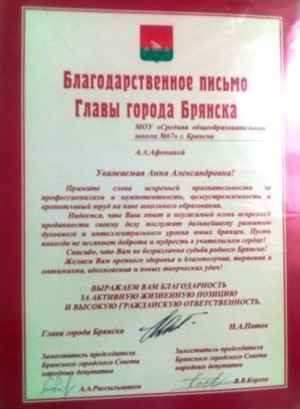 Благодарственное письмо
Главы города Брянска
МОУ «Средняя общеобразовательная
школа №67» г. Брянска
А.А.Афониной
Уважаемая Анна Александровна!
Примите слова искренней признательности за
профессионализм и компетентность, целеустремленность и
кропотливый труд на ниве школьного образования.
Надеемся, что Ваш опыт и неугасимый огонь искренней
преданности своему делу послужат дальнейшему развитию
духовного и интеллектуального уровня юных брянцев. Пусть
никогда не иссякнет доброта и мудрость в учительском сердце!
Спасибо, что Вам не безразлична судьба родного Брянска!
Желаем Вам крепкого здоровья и благополучия, терпения и
оптимизма, вдохновения и новых творческих удач!
ВЫРАЖАЕМ ВАМ БЛАГОДАРНОСТЬ
ЗА АКТИВНУЮ ЖИЗНЕННУЮ ПОЗИЦИЮ
И ВЫСОКУЮ ГРАЖДАНСКУЮ ОТВЕТСТВЕННОСТЬ.
Глава города Брянска
Н.А.Патов
Заместитель председателя
Брянского городского Совета
народных депутатов
А.А.Рассыльщиков
Заместитель председателя
Брянского городского Совета
народных депутатов
В.В.Корхов